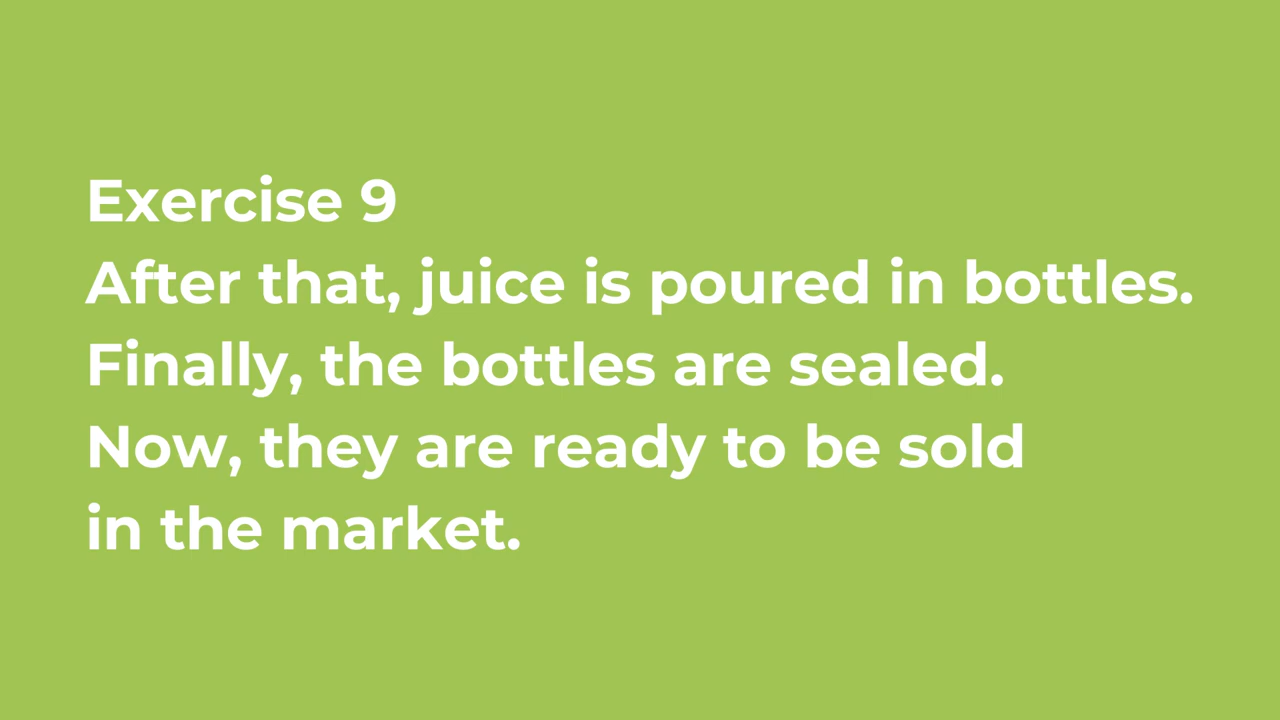 Exercise 9
After that, juice is poured in bottles.
Finally, the bottles are sealed.
Now, they are ready to be sold
in the market.